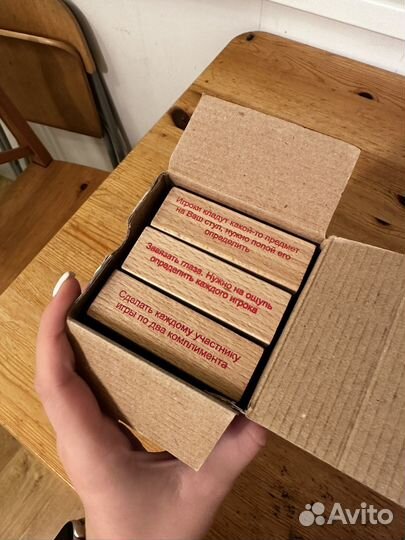 Игроки кладут какой-то предмет
на Ваш стул, нужно попой его
определить
Завязать глаза. Нужно на ощупь
определить каждого игрока
Сделать каждому участнику
игры по два комплимента
Avito